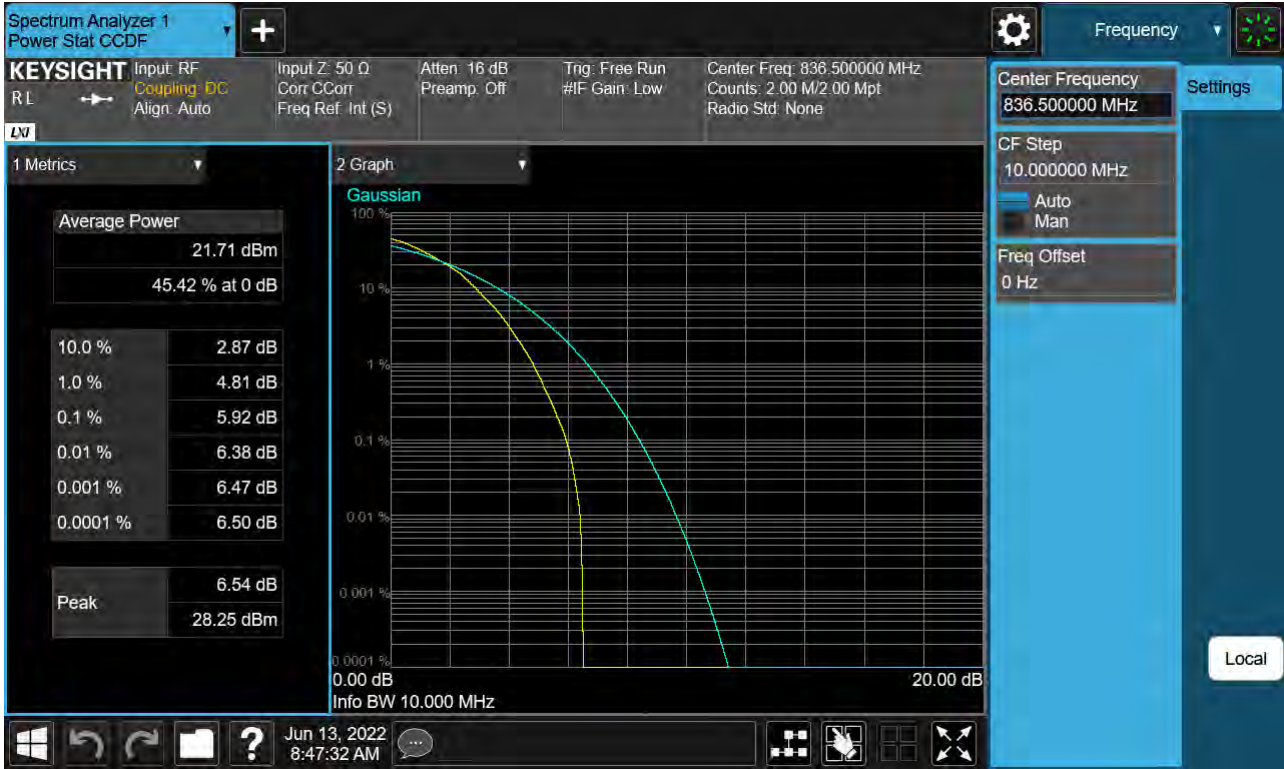 Spectrum Analyzer 1
Power Stat CCDF
+
Frequency
KEYSIGHT
R L
LXI
Input: RF
Coupling: DC
Align: Auto
Input Z: 50 Ω
Corr CCorr
Freq Ref: Int (S)
Atten: 16 dB
Preamp: Off
Trig: Free Run
#IF Gain: Low
Center Freq: 836.500000 MHz
Counts: 2.00 M/2.00 Mpt
Radio Std: None
Center Frequency
836.500000 MHz
Settings
CF Step
10.000000 MHz
Auto
Man
Freq Offset
0 Hz
Local
1 Metrics
Average Power
21.71 dBm
45.42 % at 0 dB
10.0 % 2.87 dB
1.0 % 4.81 dB
0.1 % 5.92 dB
0.01 % 6.38 dB
0.001 % 6.47 dB
0.0001 % 6.50 dB
Peak
6.54 dB
28.25 dBm
2 Graph
Gaussian
100 %
10 %
1 %
0.1 %
0.01 %
0.001 %
0.0001 %
0.00 dB 20.00 dB
Info BW 10.000 MHz
?
Jun 13, 2022
8:47:32 AM